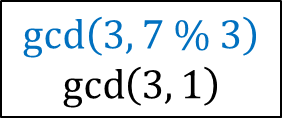 gcd(3, 7 % 3)
gcd(3, 1)